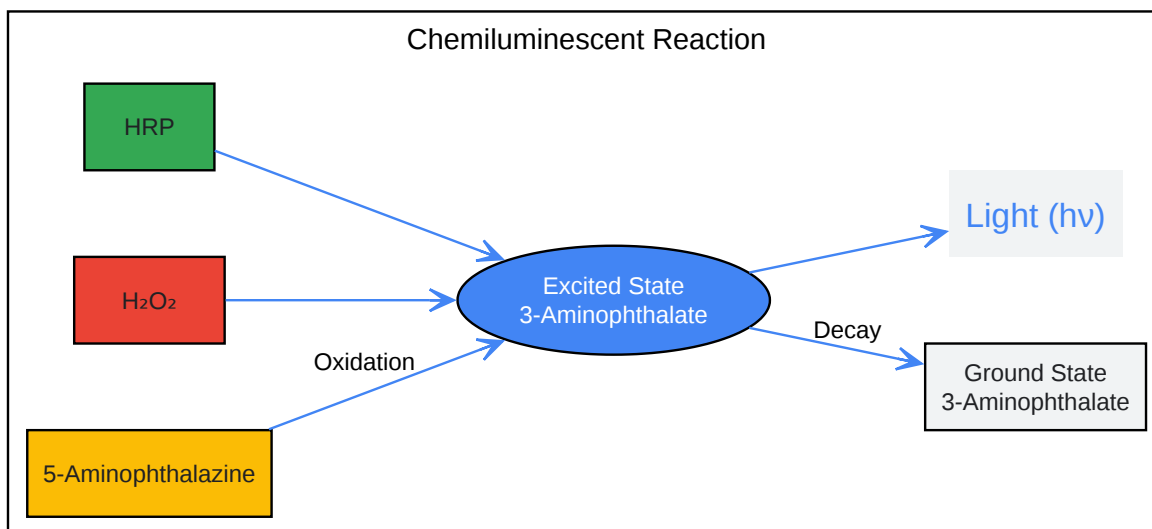 Chemiluminescent Reaction
HRP
H₂O₂
Oxidation
5-Aminophthalazine
Excited State
3-Aminophthalate
Light (hν)
Decay
Ground State
3-Aminophthalate